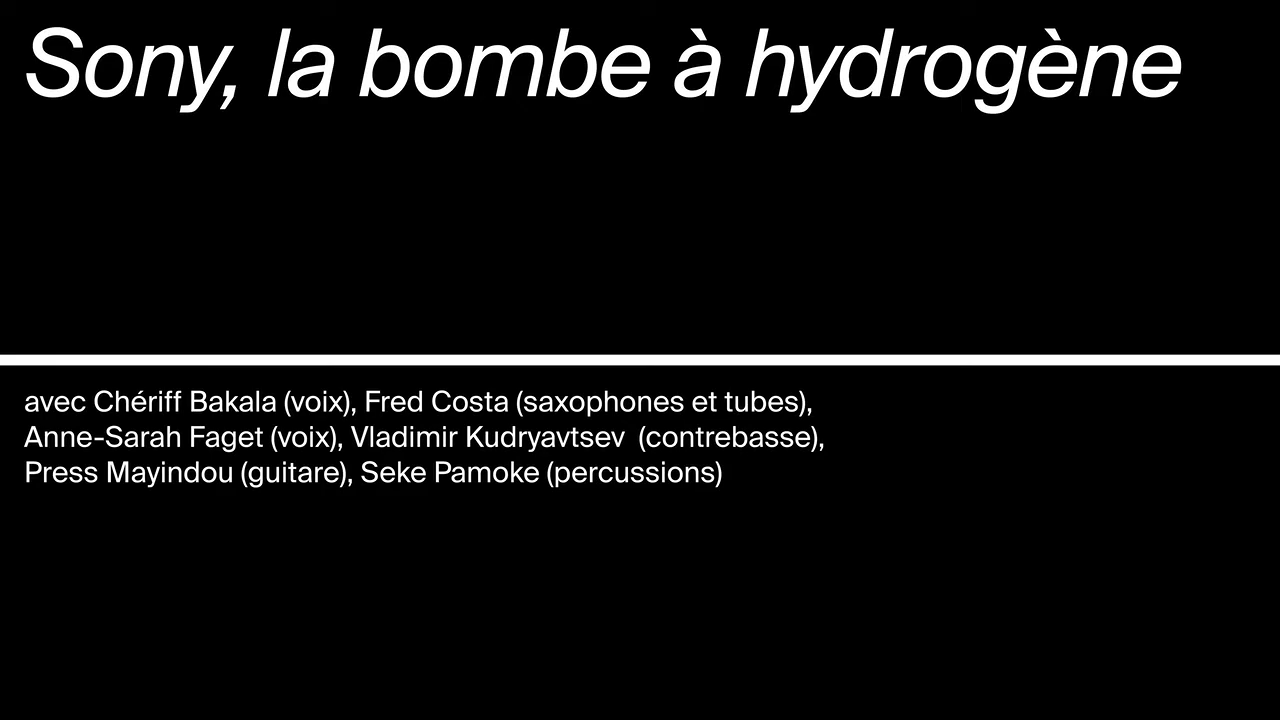 Sony, la bombe à hydrogène
avec Chériff Bakala (voix), Fred Costa (saxophones et tubes),
Anne-Sarah Faget (voix), Vladimir Kudryavtsev  (contrebasse),
Press Mayindou (guitare), Seke Pamoke (percussions)